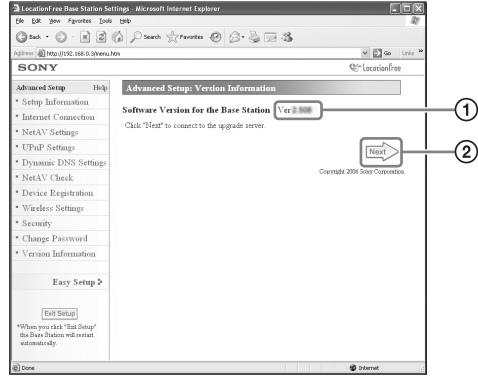 LocationFree Base Station Settings - Microsoft Internet Explorer
File Edit View Favorites Tools Help
Back Search Favorites
Address http://192.168.0.3/menu.htm Go Links »
SONY LocationFree
Advanced Setup Help
Advanced Setup: Version Information
* Setup Information
* Internet Connection
* NetAV Settings
* UPnP Settings
* Dynamic DNS Settings
* NetAV Check
* Device Registration
* Wireless Settings
* Security
* Change Password
* Version Information
Easy Setup
Exit Setup
*When you click "Exit Setup"
the Base Station will restart
automatically.
Software Version for the Base Station Ver
1
Click "Next" to connect to the upgrade server.
Next
2
Copyright 2006 Sony Corporation
Done Internet